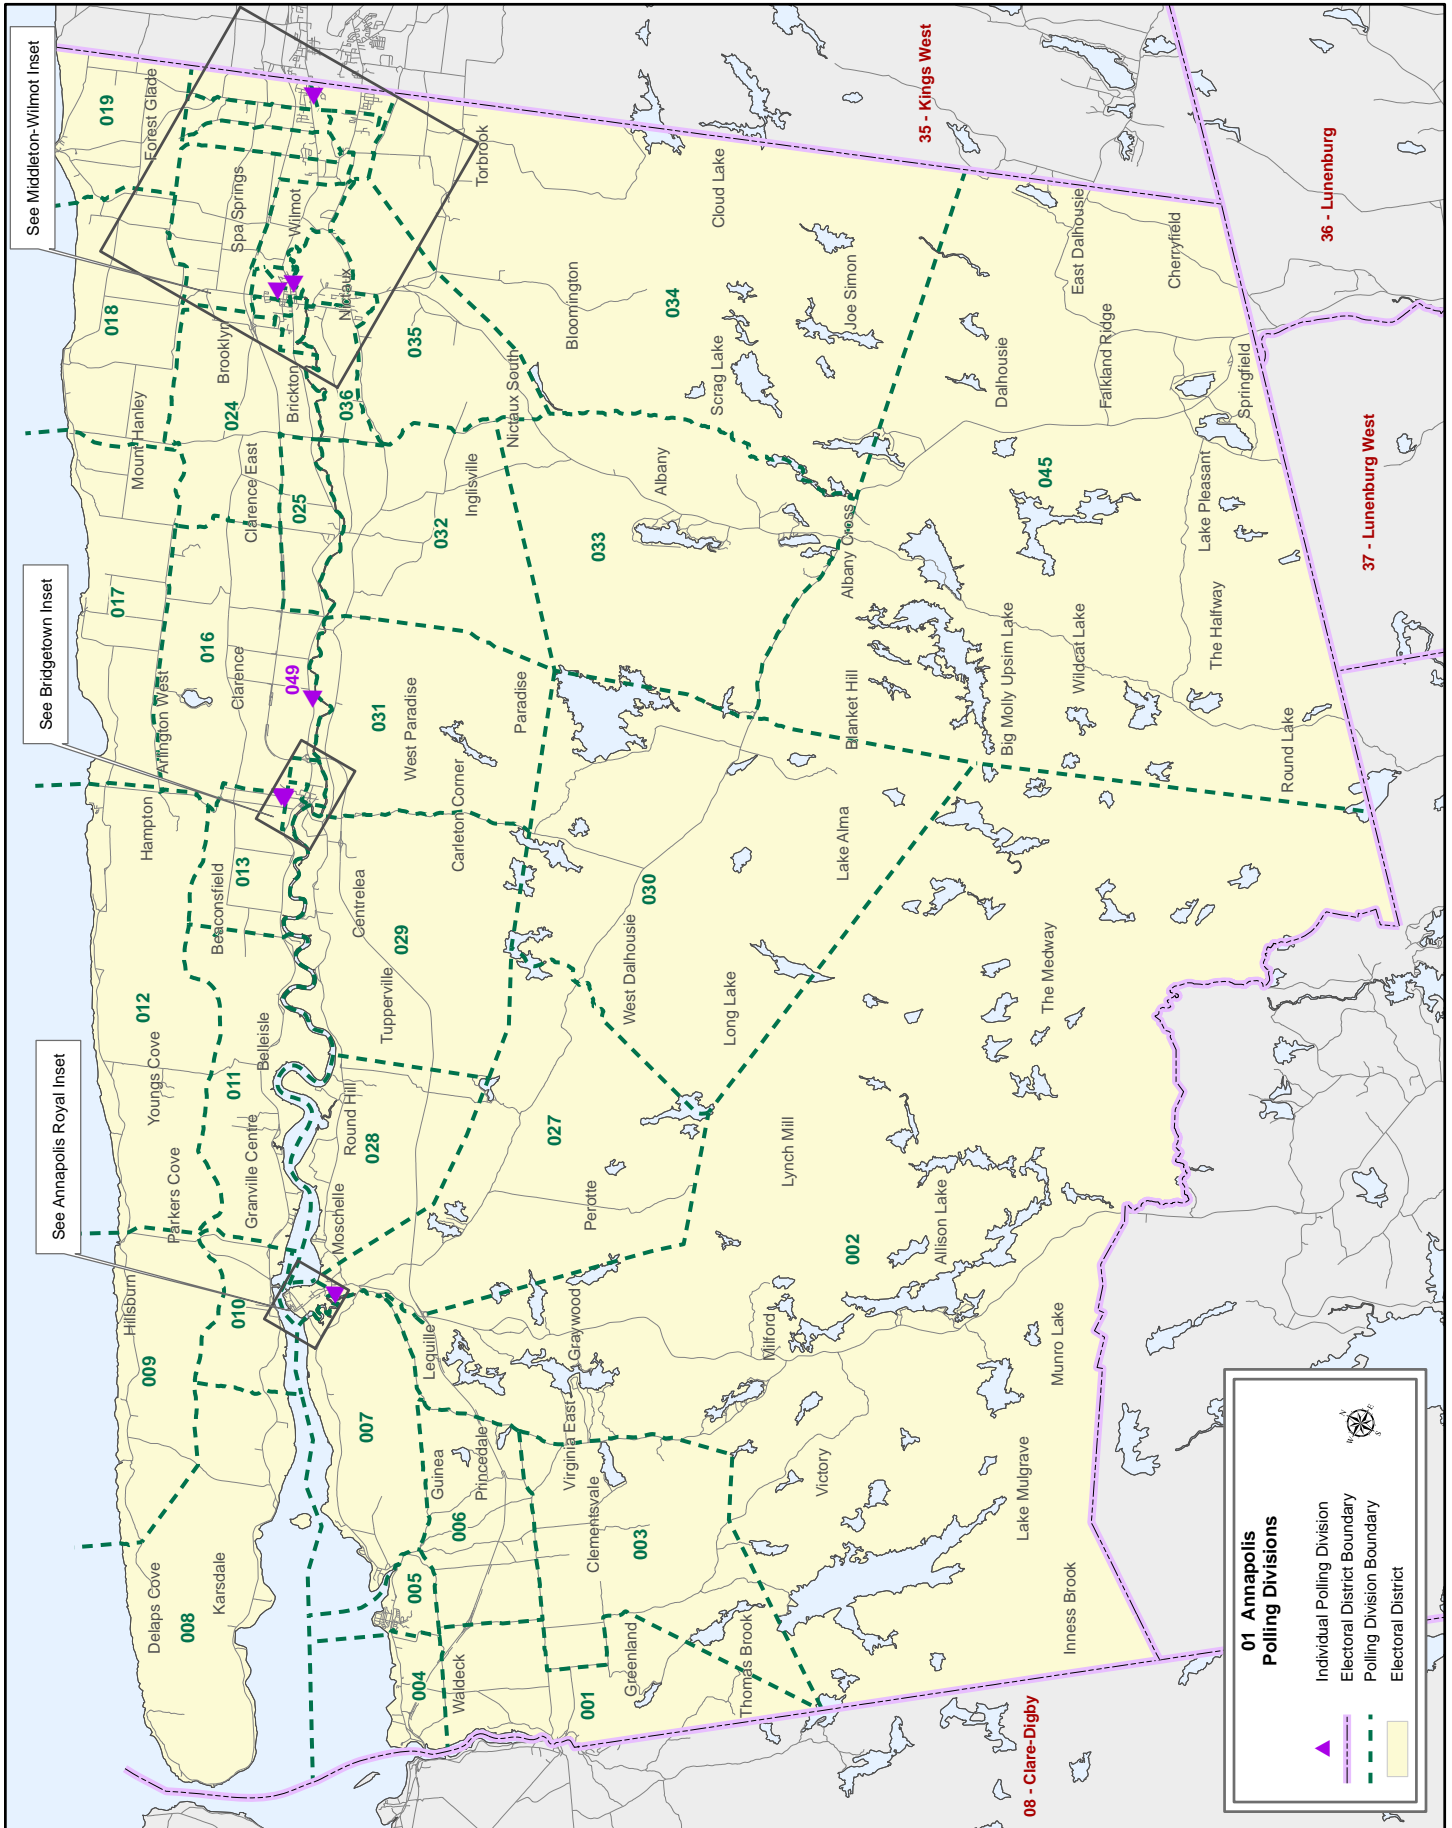 See Annapolis Royal Inset
See Bridgetown Inset
See Middleton-Wilmot Inset
Delaps Cove
008
Karsdale
Hillsburn
009
010
Parkers Cove
Youngs Cove
012
Granville Centre
011
Belleisle
Hampton
Beaconsfield
013
Arlington West
016
Clarence
017
049
Mount Hanley
Clarence East
025
024
Brooklyn
Brickton
018
Spa Springs
Wilmot
Forest Glade
019
Nictaux
036
035
Torbrook
004
Waldeck
005
006
007
Guinea
Princedale
Lequille
Moschelle
Round Hill
028
Tupperville
Centrelea
029
Carleton Corner
West Paradise
031
Paradise
032
Inglisville
Nictaux South
Bloomington
001
Greenland
003
Clementsvale
Virginia East
Graywood
Perotte
027
West Dalhousie
030
033
Albany
034
Scrag Lake
Cloud Lake
Thomas Brook
Victory
Milford
Lynch Mill
Long Lake
Lake Alma
Blanket Hill
Albany Cross
Joe Simon
002
Allison Lake
Inness Brook
Lake Mulgrave
Munro Lake
The Medway
Big Molly Upsim Lake
Wildcat Lake
045
Dalhousie
Falkland Ridge
East Dalhousie
Cherryfield
Round Lake
The Halfway
Lake Pleasant
Springfield
08 - Clare-Digby
35 - Kings West
36 - Lunenburg
37 - Lunenburg West
01 Annapolis
Polling Divisions
Individual Polling Division
Electoral District Boundary
Polling Division Boundary
Electoral District
N
E
S
W